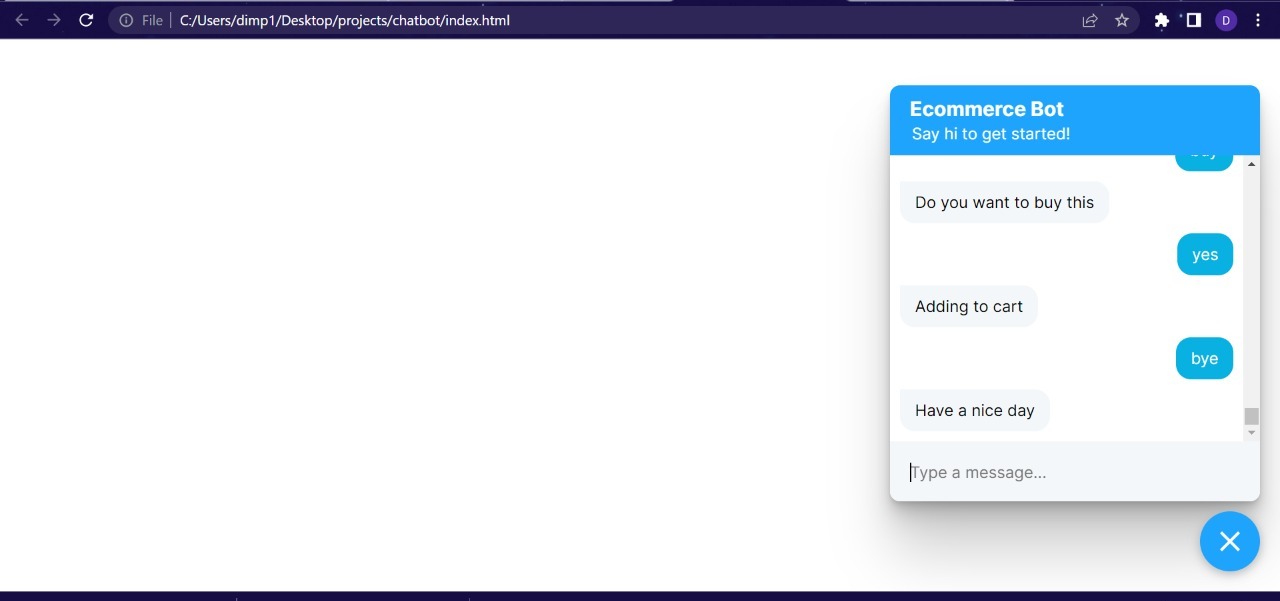 File
C:/Users/dimp1/Desktop/projects/chatbot/index.html
D
Ecommerce Bot
Say hi to get started!
Do you want to buy this
yes
Adding to cart
bye
Have a nice day
Type a message...